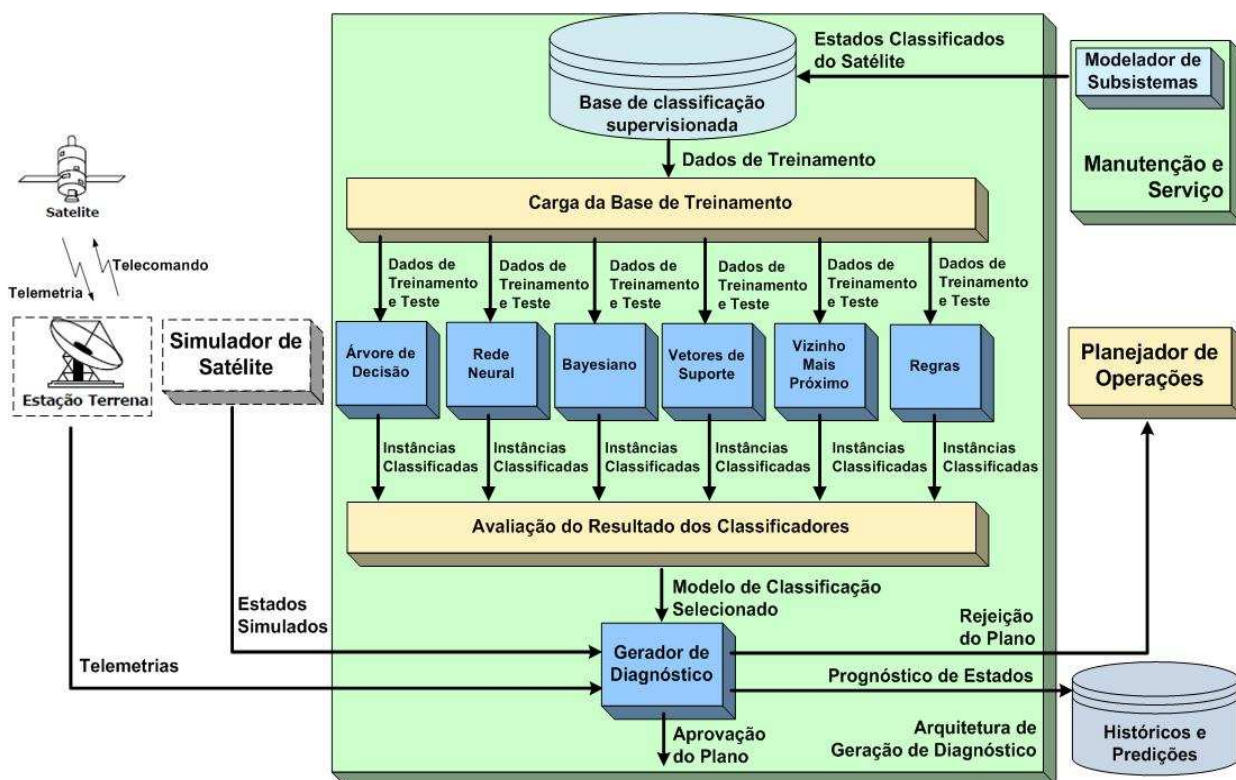 Estados Classificados
do Satélite
Modelador de
Subsistemas
Base de classificação
supervisionada
Manutenção e
Serviço
Dados de Treinamento
Satelite
Carga da Base de Treinamento
Telecomando
Telemetria
Dados de
Treinamento
e Teste
Dados de
Treinamento
e Teste
Dados de
Treinamento
e Teste
Dados de
Treinamento
e Teste
Dados de
Treinamento
e Teste
Dados de
Treinamento
e Teste
Estação Terrena
Simulador de
Satélite
Árvore de
Decisão
Rede
Neural
Bayesiano
Vetores de
Suporte
Vizinho
Mais
Próximo
Regras
Planejador de
Operações
Instâncias
Classificadas
Instâncias
Classificadas
Instâncias
Classificadas
Instâncias
Classificadas
Instâncias
Classificadas
Instâncias
Classificadas
Avaliação do Resultado dos Classificadores
Modelo de Classificação
Selecionado
Estados
Simulados
Rejeição
do Plano
Telemetrias
Gerador de
Diagnóstico
Prognóstico de Estados
Aprovação
do Plano
Arquitetura de
Geração de Diagnóstico
Históricos e
Predições